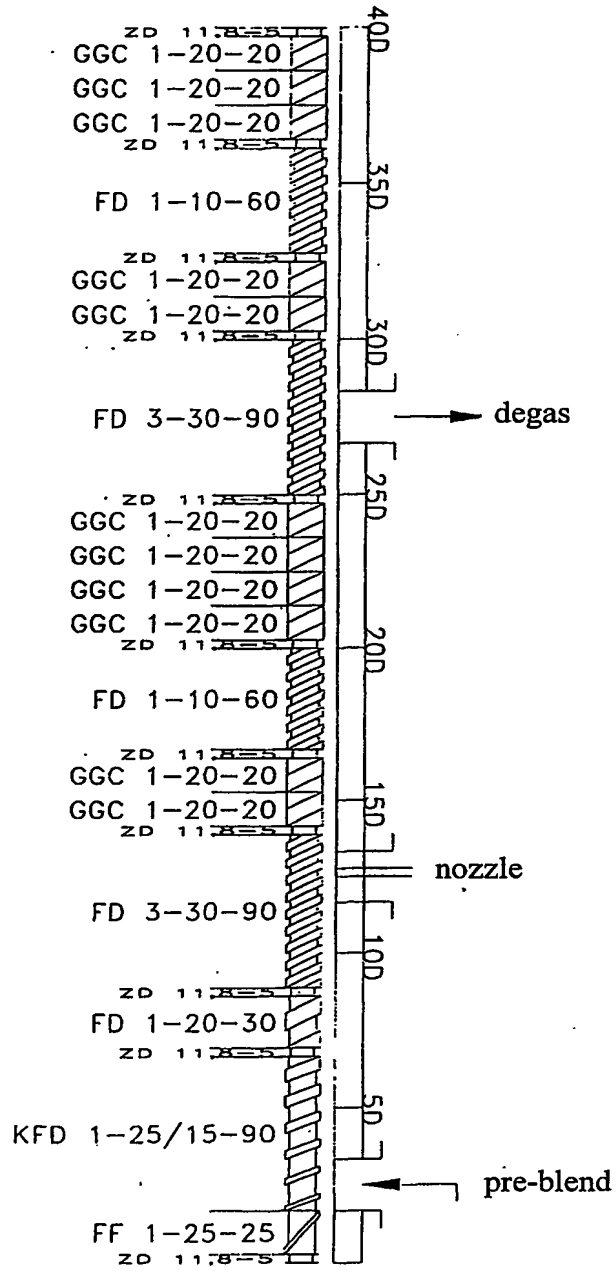 ZD 11,8-5
40D
GGC 1-20-20
GGC 1-20-20
GGC 1-20-20
ZD 11,8-5
35D
FD 1-10-60
ZD 11,8-5
GGC 1-20-20
GGC 1-20-20
ZD 11,8-5
30D
FD 3-30-90
degas
ZD 11,8-5
25D
GGC 1-20-20
GGC 1-20-20
GGC 1-20-20
GGC 1-20-20
ZD 11,8-5
20D
FD 1-10-60
ZD 11,8-5
GGC 1-20-20
GGC 1-20-20
15D
ZD 11,8-5
nozzle
FD 3-30-90
10D
ZD 11,8-5
FD 1-20-30
ZD 11,8-5
5D
KFD 1-25/15-90
pre-blend
FF 1-25-25
ZD 11,8-5